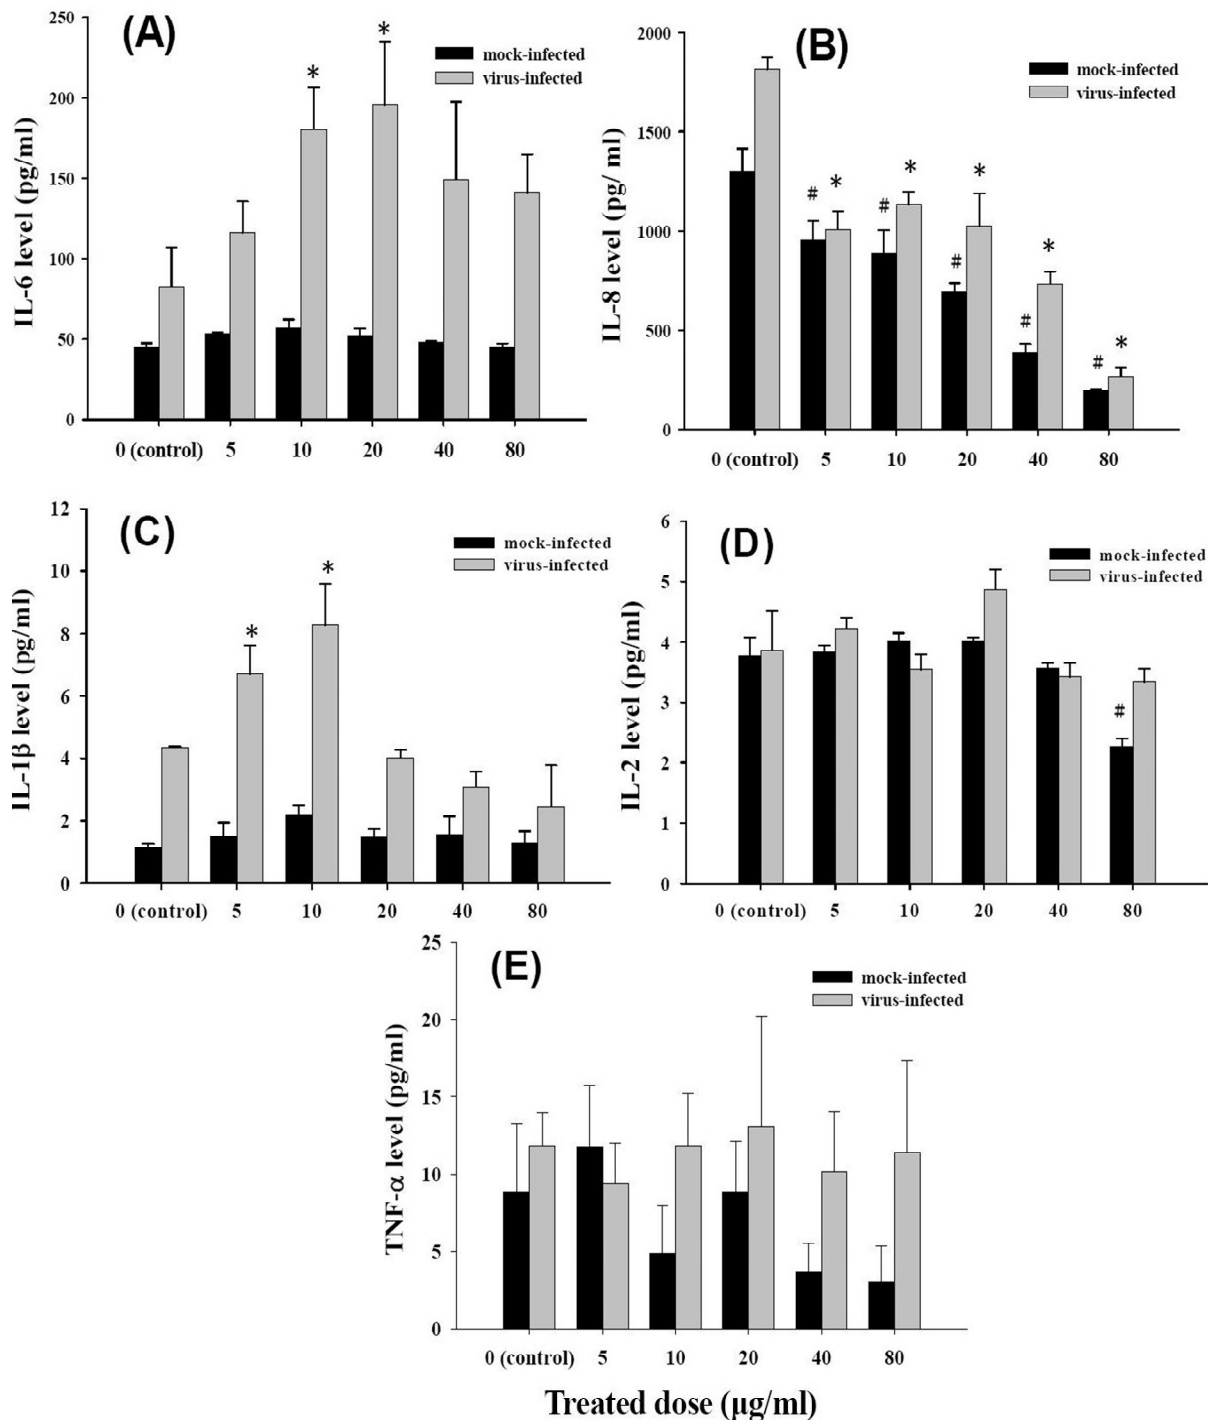 (A)
mock-infected
virus-infected
IL-6 level (pg/ml)
250
200
150
100
50
0
* *
0 (control) 5 10 20 40 80
(B)
mock-infected
virus-infected
IL-8 level (pg/ ml)
2000
1500
1000
500
0
# * # * # * # * # *
0 (control) 5 10 20 40 80
(C)
mock-infected
virus-infected
IL-1β level (pg/ml)
12
10
8
6
4
2
0
* *
0 (control) 5 10 20 40 80
(D)
mock-infected
virus-infected
IL-2 level (pg/ml)
6
5
4
3
2
1
0
#
0 (control) 5 10 20 40 80
(E)
mock-infected
virus-infected
TNF-α level (pg/ml)
25
20
15
10
5
0
0 (control) 5 10 20 40 80
Treated dose (μg/ml)